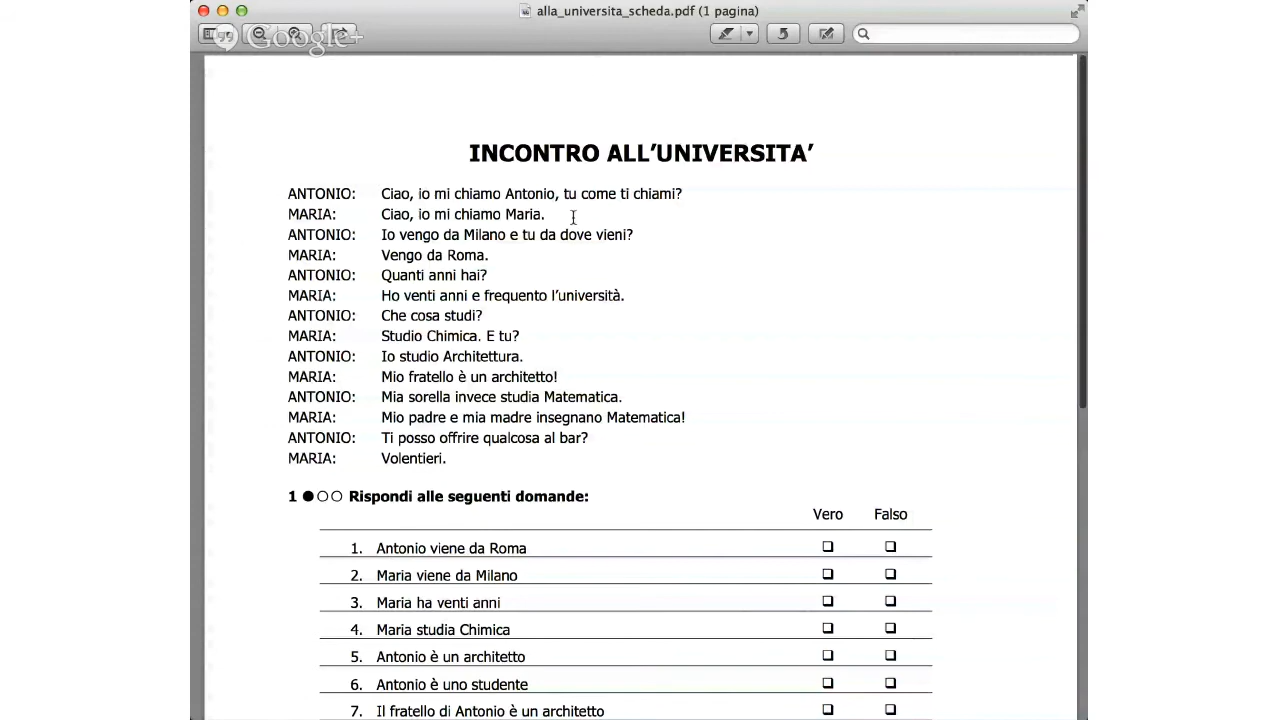 alla_universita_scheda.pdf (1 pagina)
Google+
INCONTRO ALL’UNIVERSITA’
ANTONIO: Ciao, io mi chiamo Antonio, tu come ti chiami?
MARIA: Ciao, io mi chiamo Maria.
ANTONIO: Io vengo da Milano e tu da dove vieni?
MARIA: Vengo da Roma.
ANTONIO: Quanti anni hai?
MARIA: Ho venti anni e frequento l’università.
ANTONIO: Che cosa studi?
MARIA: Studio Chimica. E tu?
ANTONIO: Io studio Architettura.
MARIA: Mio fratello è un architetto!
ANTONIO: Mia sorella invece studia Matematica.
MARIA: Mio padre e mia madre insegnano Matematica!
ANTONIO: Ti posso offrire qualcosa al bar?
MARIA: Volentieri.
1 ●○○ Rispondi alle seguenti domande:
Vero Falso
1. Antonio viene da Roma ❑ ❑
2. Maria viene da Milano ❑ ❑
3. Maria ha venti anni ❑ ❑
4. Maria studia Chimica ❑ ❑
5. Antonio è un architetto ❑ ❑
6. Antonio è uno studente ❑ ❑
7. Il fratello di Antonio è un architetto ❑ ❑